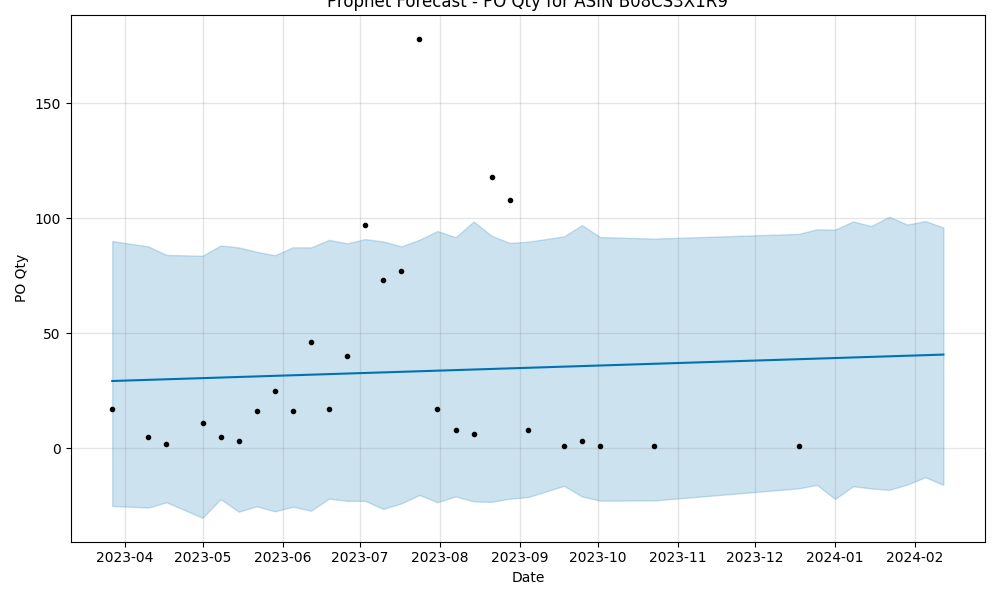 Prophet Forecast - PO Qty for ASIN B08CS3X1R9
150
100
50
0
PO Qty
2023-04 2023-05 2023-06 2023-07 2023-08 2023-09 2023-10 2023-11 2023-12 2024-01 2024-02
Date